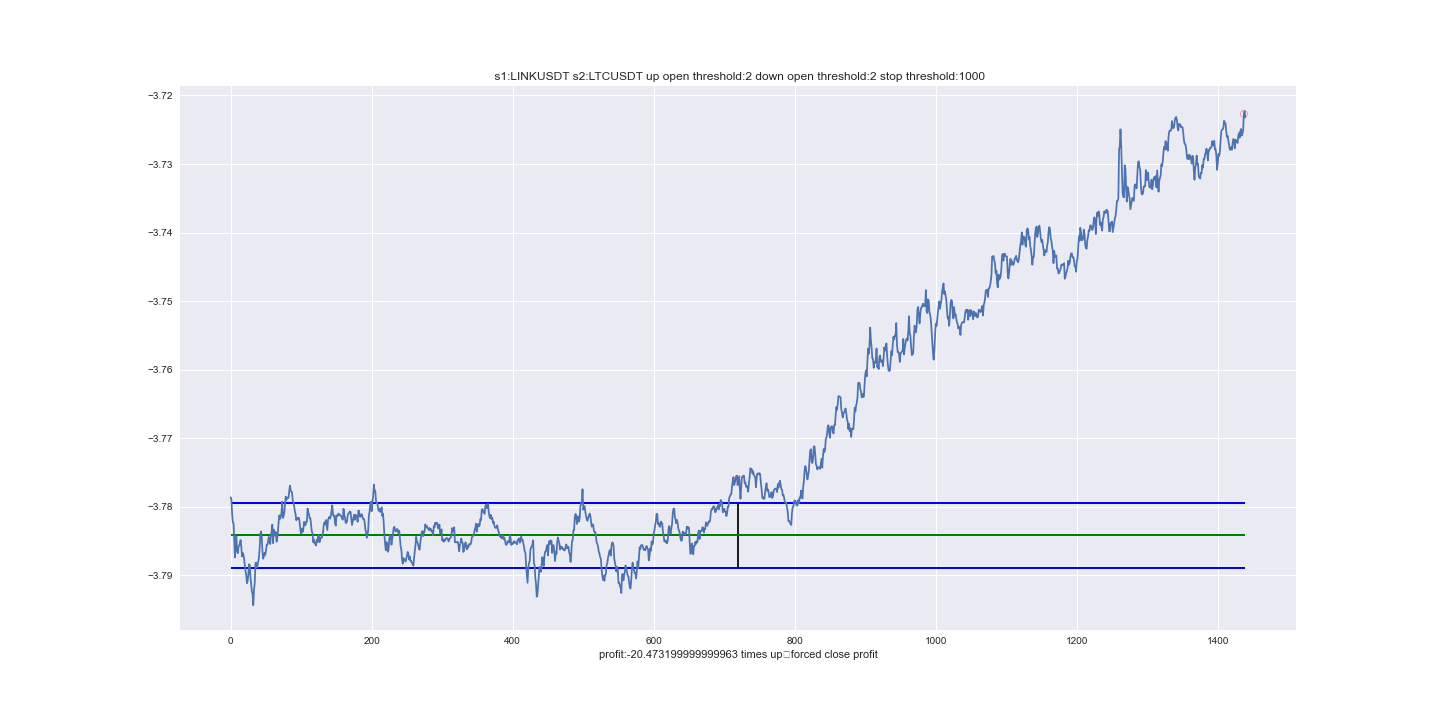 s1:LINKUSDT s2:LTCUSDT up open threshold:2 down open threshold:2 stop threshold:1000
−3.72
−3.73
−3.74
−3.75
−3.76
−3.77
−3.78
−3.79
0 200 400 600 800 1000 1200 1400
profit:-20.473199999999963 times up□forced close profit